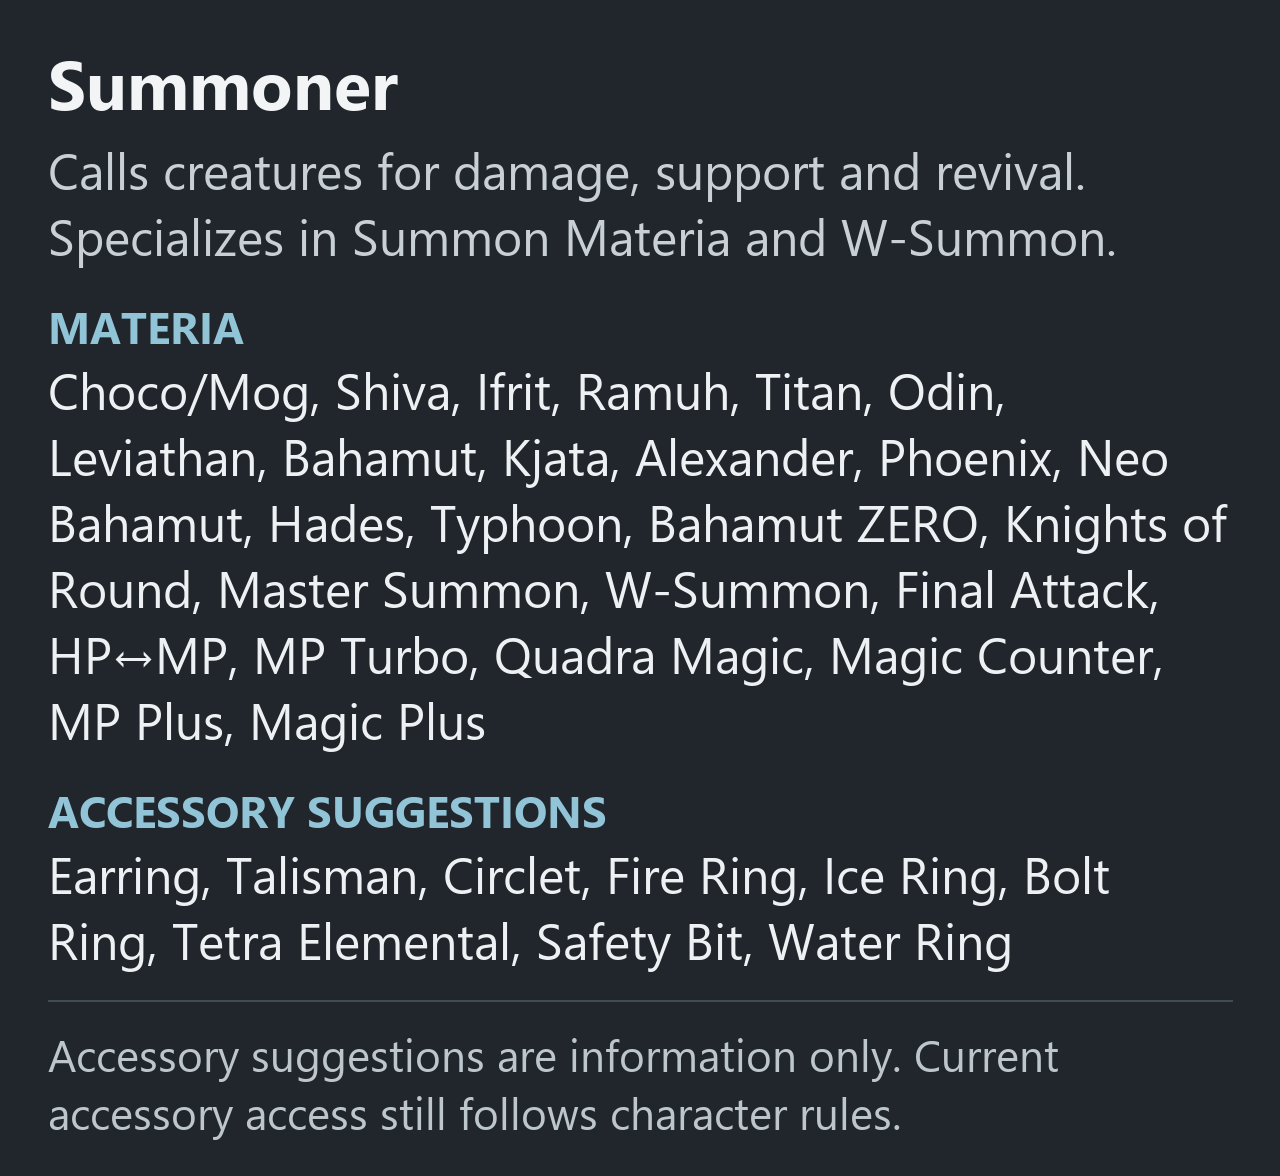 Summoner
Calls creatures for damage, support and revival.
Specializes in Summon Materia and W-Summon.
MATERIA
Choco/Mog, Shiva, Ifrit, Ramuh, Titan, Odin,
Leviathan, Bahamut, Kjata, Alexander, Phoenix, Neo
Bahamut, Hades, Typhoon, Bahamut ZERO, Knights of
Round, Master Summon, W-Summon, Final Attack,
HP↔MP, MP Turbo, Quadra Magic, Magic Counter,
MP Plus, Magic Plus
ACCESSORY SUGGESTIONS
Earring, Talisman, Circlet, Fire Ring, Ice Ring, Bolt
Ring, Tetra Elemental, Safety Bit, Water Ring
Accessory suggestions are information only. Current
accessory access still follows character rules.